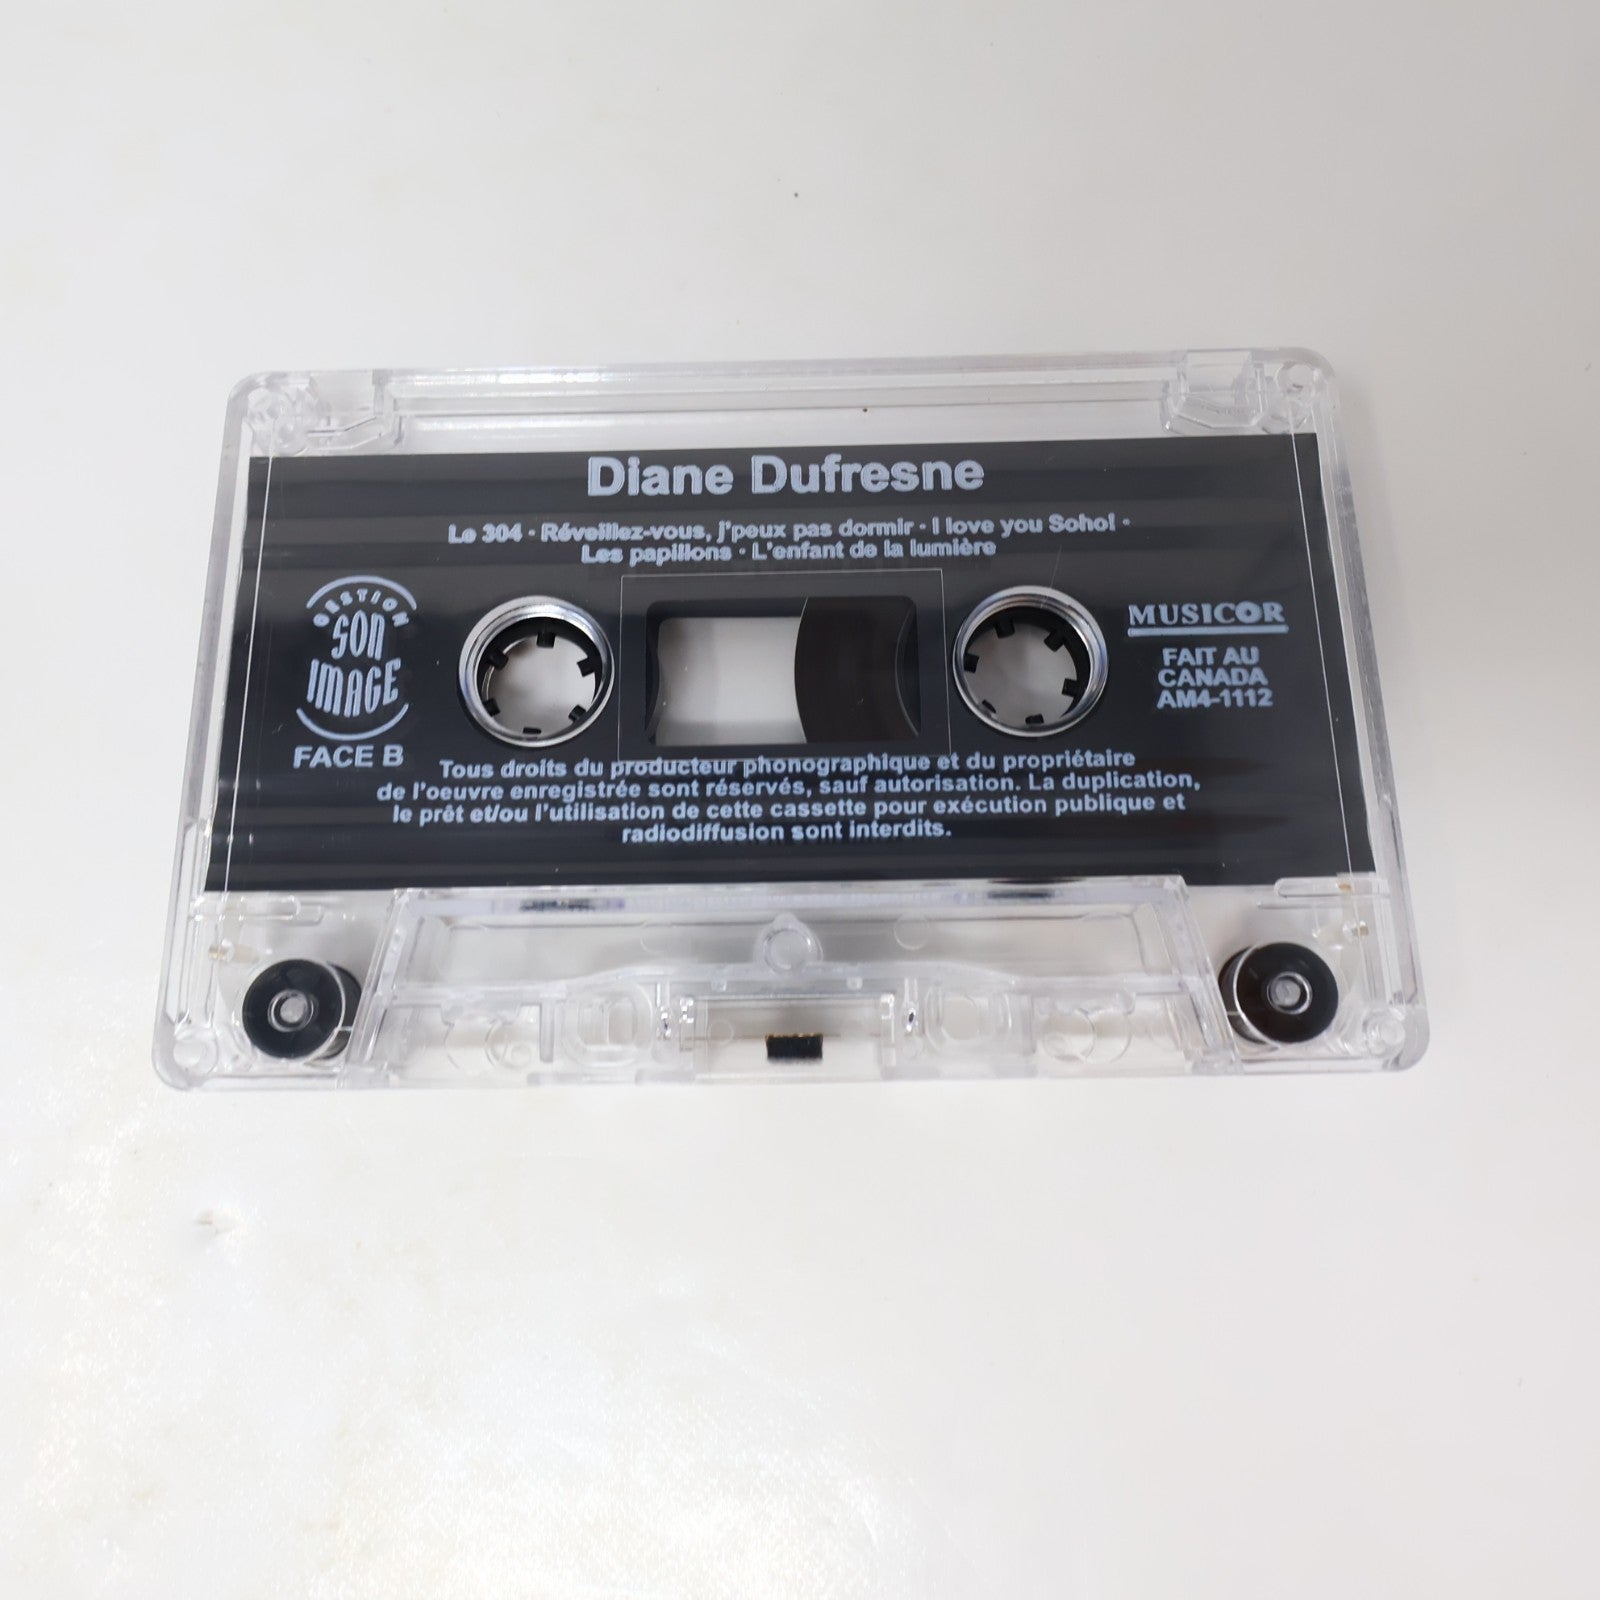 Diane Dufresne
Le 304 · Réveillez-vous, j'peux pas dormir · I love you Soho! ·
Les papillons · L'enfant de la lumière
GESTION
SON
IMAGE
FACE B
MUSICOR
FAIT AU
CANADA
AM4-1112
Tous droits du producteur phonographique et du propriétaire
de l'oeuvre enregistrée sont réservés, sauf autorisation. La duplication,
le prêt et/ou l'utilisation de cette cassette pour exécution publique et
radiodiffusion sont interdits.